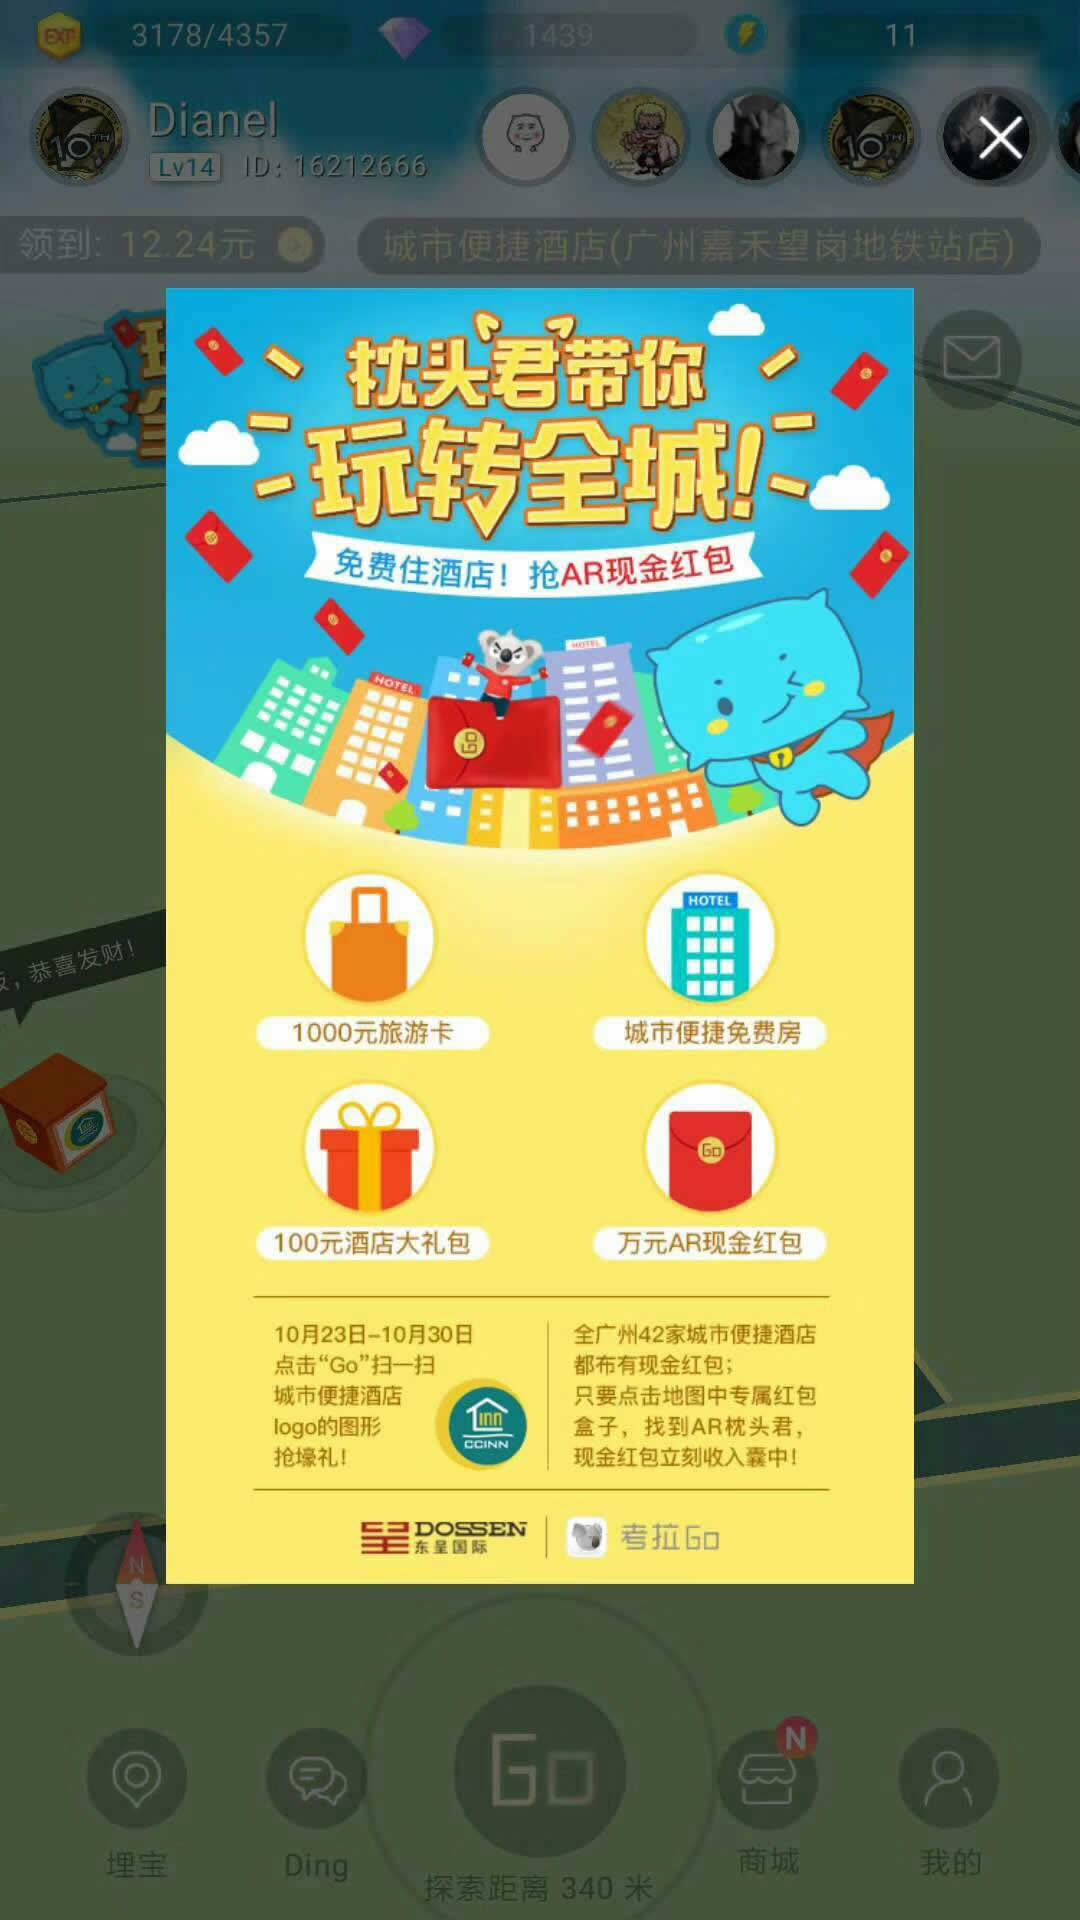 EXP
3178/4357
1439
11
Dianel
Lv14 ID: 16212666
10TH
10TH
领到: 12.24元
城市便捷酒店(广州嘉禾望岗地铁站店)
枕头君带你
玩转全城!
免费住酒店! 抢AR现金红包
HOTEL
HOTEL
Go
HOTEL
1000元旅游卡
城市便捷免费房
Go
100元酒店大礼包
万元AR现金红包
，恭喜发财!
10月23日-10月30日
点击“Go”扫一扫
城市便捷酒店
logo的图形
抢壕礼!
inn
CCINN
全广州42家城市便捷酒店
都布有现金红包;
只要点击地图中专属红包
盒子，找到AR枕头君，
现金红包立刻收入囊中!
DOSSEN
东呈国际
考拉Go
N
S
Go
N
埋宝
Ding
探索距离 340 米
商城
我的